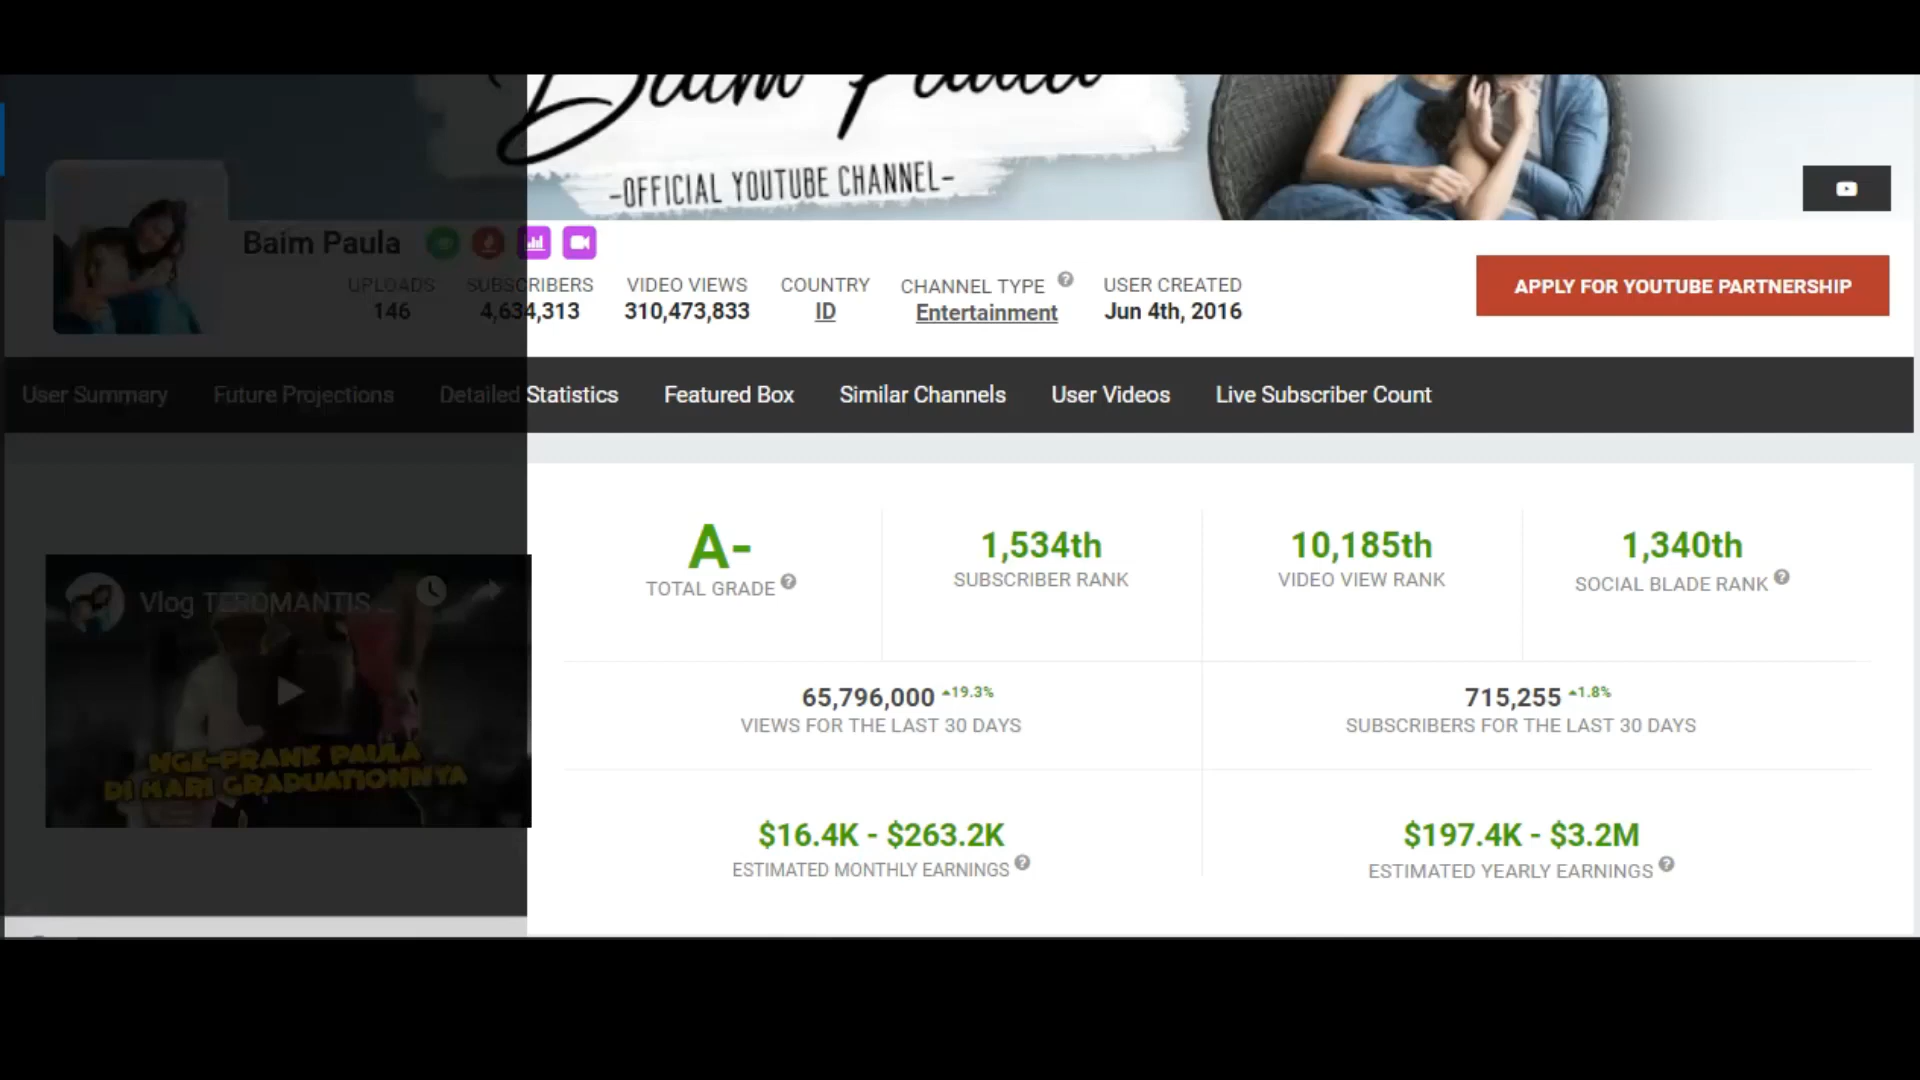 Baim Paula
-OFFICIAL YOUTUBE CHANNEL-
Baim Paula
UPLOADS
146
SUBSCRIBERS
4,634,313
VIDEO VIEWS
310,473,833
COUNTRY
ID
CHANNEL TYPE
Entertainment
USER CREATED
Jun 4th, 2016
APPLY FOR YOUTUBE PARTNERSHIP
User Summary
Future Projections
Detailed Statistics
Featured Box
Similar Channels
User Videos
Live Subscriber Count
Vlog TEROMANTIS ...
NGE-PRANK PAULA
DI HARI GRADUATIONNYA
A-
TOTAL GRADE
1,534th
SUBSCRIBER RANK
10,185th
VIDEO VIEW RANK
1,340th
SOCIAL BLADE RANK
65,796,000 19.3%
VIEWS FOR THE LAST 30 DAYS
715,255 1.8%
SUBSCRIBERS FOR THE LAST 30 DAYS
$16.4K - $263.2K
ESTIMATED MONTHLY EARNINGS
$197.4K - $3.2M
ESTIMATED YEARLY EARNINGS